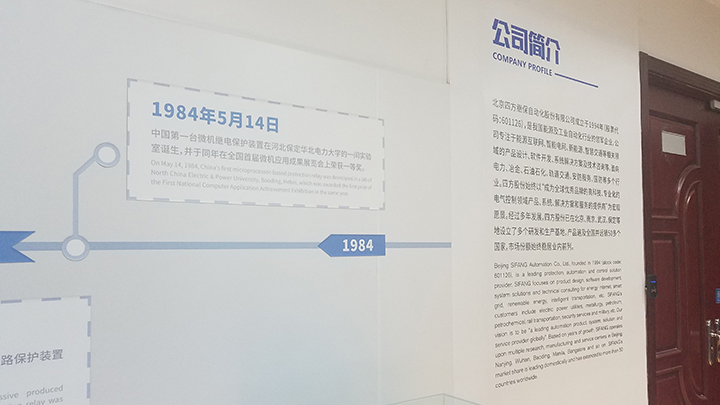 1984年5月14日
中国第一台微机继电保护装置在河北保定华北电力大学的一间实验
室诞生，并于同年在全国首届微机应用成果展览会上荣获一等奖。
On May 14, 1984, China's first microprocessor-based protection relay was developed in a lab of
North China Electric & Power University, Baoding, Hebei, which was awarded the first prize of
the First National Computer Application Achievement Exhibition in the same year.
1984
路保护装置
ssive produced
relay was
公司简介
COMPANY PROFILE
北京四方继保自动化股份有限公司成立于1994年(股票代
码:601126)，是我国能源及工业自动化行业的领军企业。公
司专注于能源互联网、智能电网、新能源、智慧交通等相关领
域的产品设计、软件开发、系统解决方案及技术咨询等，服务
电力、冶金、石油石化、轨道交通、安防服务、国防等多个行
业。四方股份始终以“成为全球优秀品牌的高科技、专业化的
电气控制领域产品、系统、解决方案和服务的提供商”为宏伟
愿景。经过多年发展，四方股份已在北京、南京、武汉、保定等
地设立了多个研发和生产基地，产品遍及全国并远销50多个
国家，市场份额始终稳居业内前列。
Beijing SIFANG Automation Co., Ltd., founded in 1994 (stock code:
601126), is a leading protection, automation and control solution
provider. SIFANG focuses on product design, software development,
system solutions and technical consulting for energy internet, smart
grid, renewable energy, intelligent transportation, etc. SIFANG's
customers include electric power utilities, metallurgy, petroleum,
petrochemical, rail transportation, security services and military, etc. Our
vision is to be "a leading automation product, system, solution and
service provider globally". Based on years of growth, SIFANG operates
upon multiple research, manufacturing and service centers in Beijing,
Nanjing, Wuhan, Baoding, Manila, Bangalore and so on. SIFANG's
market share is leading domestically and has extended to more than 50
countries worldwide.